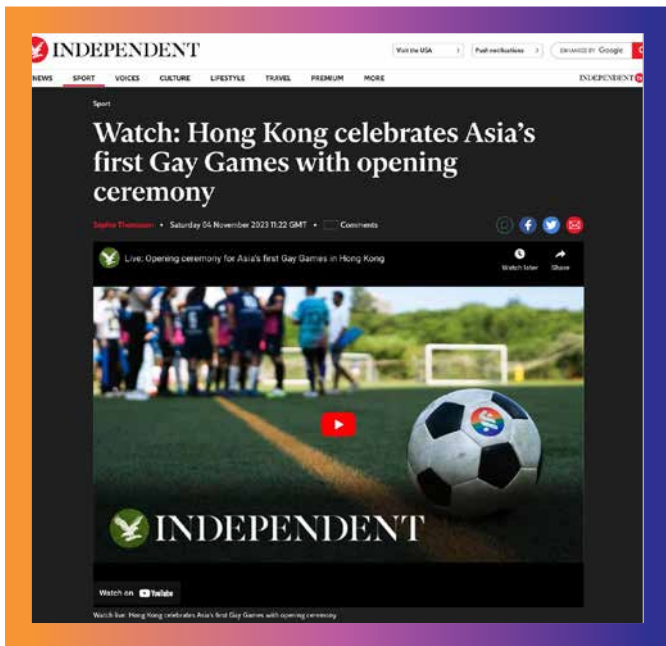 INDEPENDENT
Visit the USA
Push notifications
ENHANCED BY Google
NEWS SPORT VOICES CULTURE LIFESTYLE TRAVEL PREMIUM MORE
INDEPENDENT
Sport
Watch: Hong Kong celebrates Asia's
first Gay Games with opening
ceremony
Saturday 04 November 2023 11:22 GMT • Comments
Live: Opening ceremony for Asia's first Gay Games in Hong Kong
Watch later
Share
INDEPENDENT
Watch on YouTube
Watch live: Hong Kong celebrates Asia's first Gay Games with opening ceremony